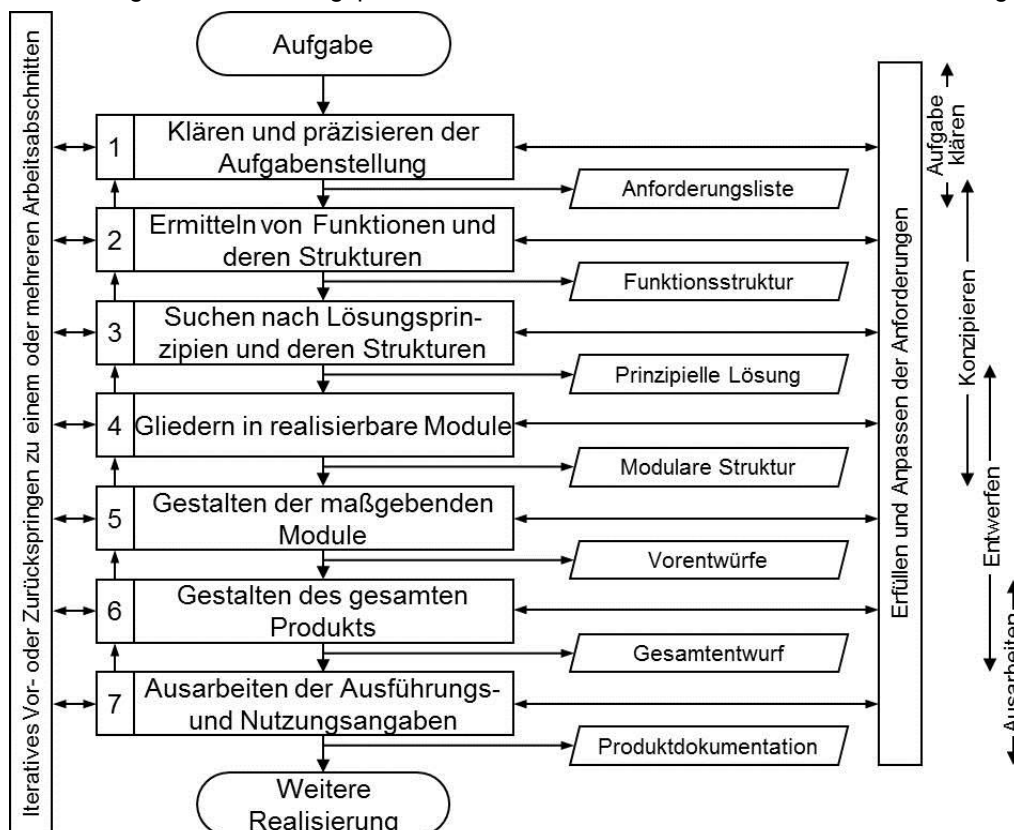 Aufgabe
1
Klären und präzisieren der
Aufgabenstellung
Anforderungsliste
2
Ermitteln von Funktionen und
deren Strukturen
Funktionsstruktur
3
Suchen nach Lösungsprin-
zipien und deren Strukturen
Prinzipielle Lösung
4
Gliedern in realisierbare Module
Modulare Struktur
5
Gestalten der maßgebenden
Module
Vorentwürfe
6
Gestalten des gesamten
Produkts
Gesamtentwurf
7
Ausarbeiten der Ausführungs-
und Nutzungsangaben
Produktdokumentation
Weitere
Realisierung
Iteratives Vor- oder Zurückspringen zu einem oder mehreren Arbeitsabschnitten
Erfüllen und Anpassen der Anforderungen
Aufgabe
klären
Konzipieren
Entwerfen
Ausarbeiten